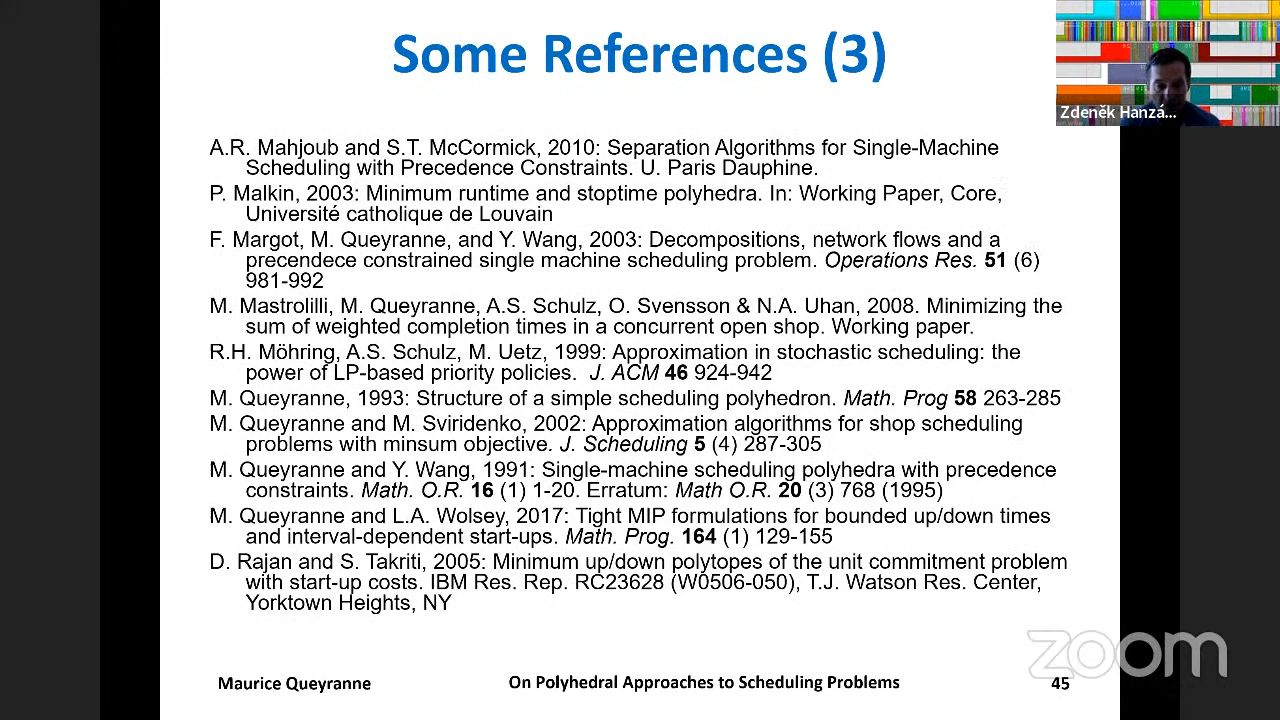 Some References (3)
Zdeněk Hanzá...
A.R. Mahjoub and S.T. McCormick, 2010: Separation Algorithms for Single-Machine
Scheduling with Precedence Constraints. U. Paris Dauphine.
P. Malkin, 2003: Minimum runtime and stoptime polyhedra. In: Working Paper, Core,
Université catholique de Louvain
F. Margot, M. Queyranne, and Y. Wang, 2003: Decompositions, network flows and a
precendece constrained single machine scheduling problem. Operations Res. 51 (6)
981-992
M. Mastrolilli, M. Queyranne, A.S. Schulz, O. Svensson & N.A. Uhan, 2008. Minimizing the
sum of weighted completion times in a concurrent open shop. Working paper.
R.H. Möhring, A.S. Schulz, M. Uetz, 1999: Approximation in stochastic scheduling: the
power of LP-based priority policies. J. ACM 46 924-942
M. Queyranne, 1993: Structure of a simple scheduling polyhedron. Math. Prog 58 263-285
M. Queyranne and M. Sviridenko, 2002: Approximation algorithms for shop scheduling
problems with minsum objective. J. Scheduling 5 (4) 287-305
M. Queyranne and Y. Wang, 1991: Single-machine scheduling polyhedra with precedence
constraints. Math. O.R. 16 (1) 1-20. Erratum: Math O.R. 20 (3) 768 (1995)
M. Queyranne and L.A. Wolsey, 2017: Tight MIP formulations for bounded up/down times
and interval-dependent start-ups. Math. Prog. 164 (1) 129-155
D. Rajan and S. Takriti, 2005: Minimum up/down polytopes of the unit commitment problem
with start-up costs. IBM Res. Rep. RC23628 (W0506-050), T.J. Watson Res. Center,
Yorktown Heights, NY
zoom
Maurice Queyranne
On Polyhedral Approaches to Scheduling Problems
45